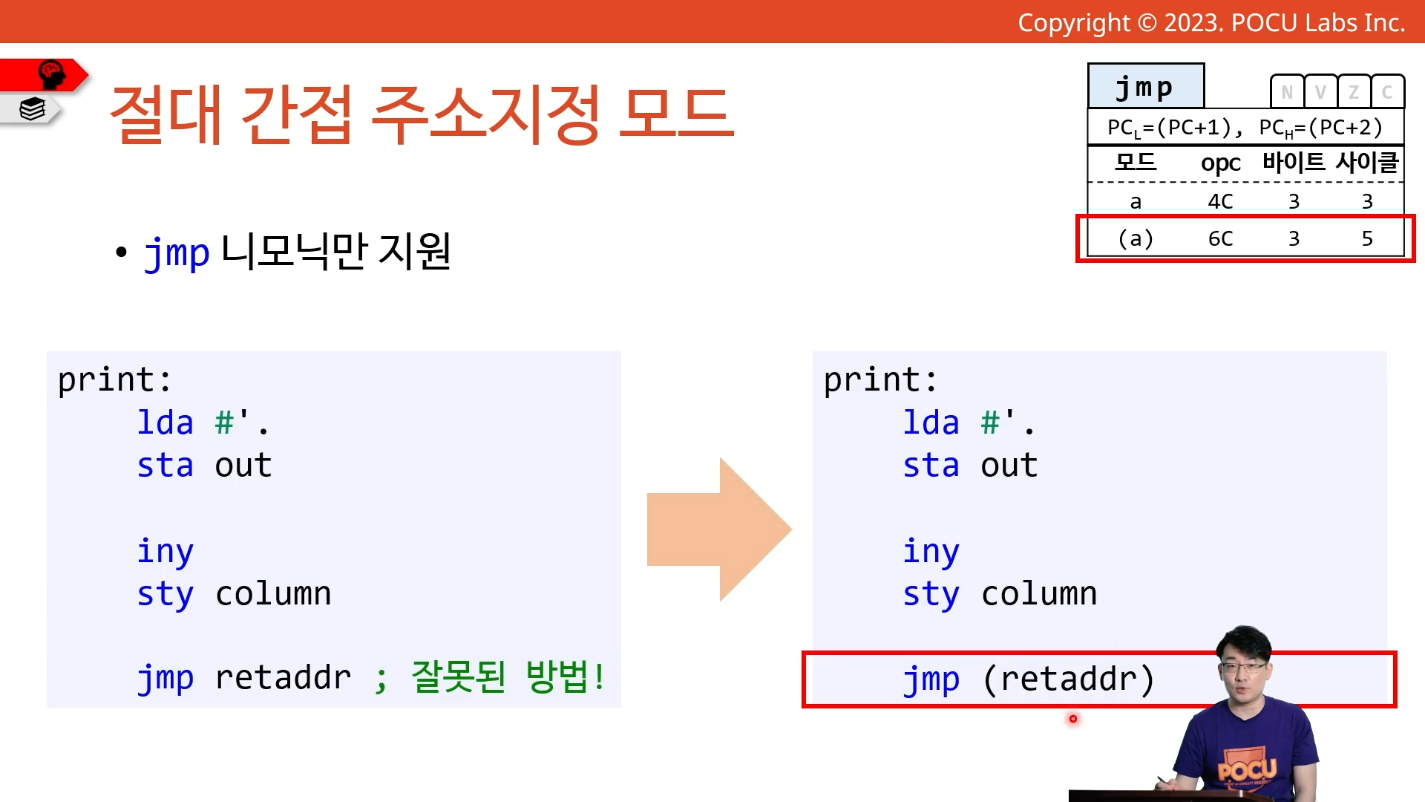 Copyright © 2023. POCU Labs Inc.
절대 간접 주소지정 모드
jmp
N V Z C
PCL=(PC+1), PCH=(PC+2)
모드 opc 바이트 사이클
a 4C 3 3
(a) 6C 3 5
• jmp 니모닉만 지원
print:
lda #'.
sta out
iny
sty column
jmp retaddr ; 잘못된 방법!
print:
lda #'.
sta out
iny
sty column
jmp (retaddr)
POCU